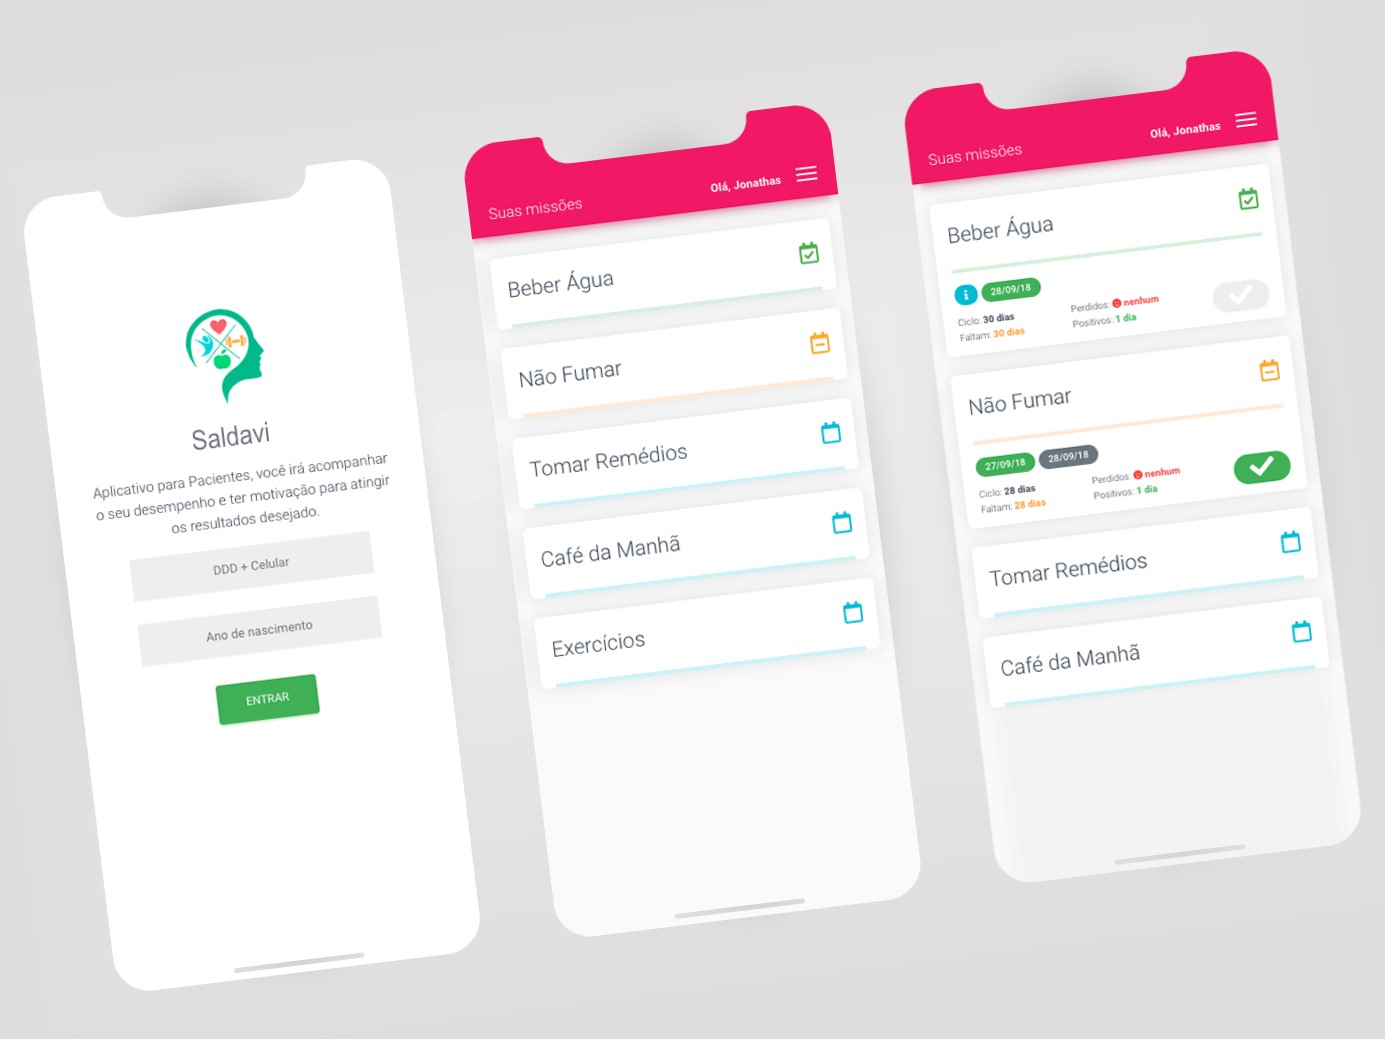 Saldavi
Aplicativo para Pacientes, você irá acompanhar
o seu desempenho e ter motivação para atingir
os resultados desejado.
DDD + Celular
Ano de nascimento
ENTRAR
Suas missões
Olá, Jonathas
Beber Água
Não Fumar
Tomar Remédios
Café da Manhã
Exercícios
Suas missões
Olá, Jonathas
Beber Água
i 28/09/18
Ciclo: 30 dias
Faltam: 30 dias
Perdidos: nenhum
Positivos: 1 dia
Não Fumar
27/09/18 28/09/18
Ciclo: 28 dias
Faltam: 28 dias
Perdidos: nenhum
Positivos: 1 dia
Tomar Remédios
Café da Manhã